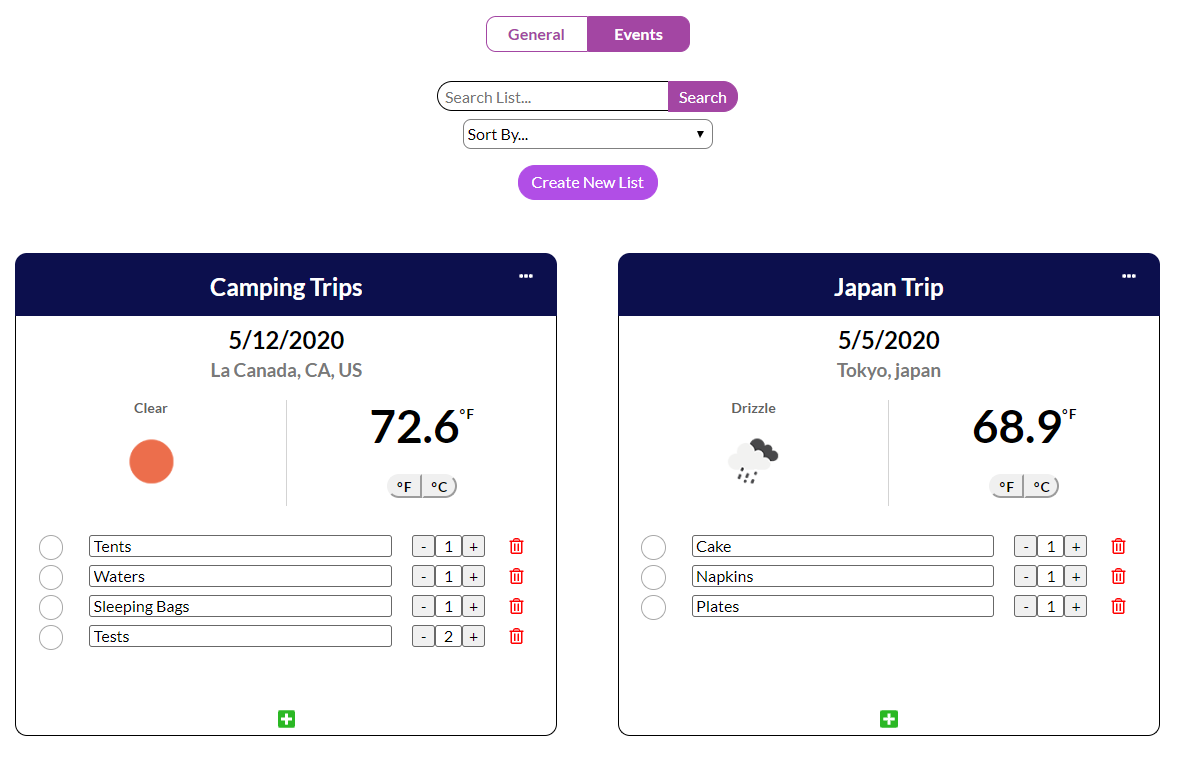 General Events
Search List... Search
Sort By...
Create New List
Camping Trips
5/12/2020
La Canada, CA, US
Clear
72.6 °F
°F °C
Tents - 1 +
Waters - 1 +
Sleeping Bags - 1 +
Tests - 2 +
Japan Trip
5/5/2020
Tokyo, japan
Drizzle
68.9 °F
°F °C
Cake - 1 +
Napkins - 1 +
Plates - 1 +